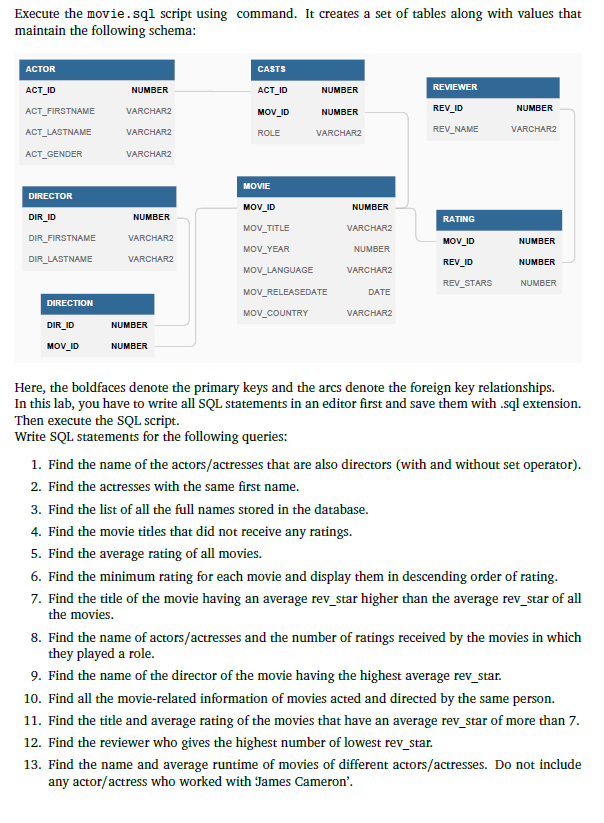 Execute the movie.sql script using command. It creates a set of tables along with values that
maintain the following schema:
ACTOR
ACT_ID NUMBER
ACT_FIRSTNAME VARCHAR2
ACT_LASTNAME VARCHAR2
ACT_GENDER VARCHAR2
CASTS
ACT_ID NUMBER
MOV_ID NUMBER
ROLE VARCHAR2
REVIEWER
REV_ID NUMBER
REV_NAME VARCHAR2
DIRECTOR
DIR_ID NUMBER
DIR_FIRSTNAME VARCHAR2
DIR_LASTNAME VARCHAR2
MOVIE
MOV_ID NUMBER
MOV_TITLE VARCHAR2
MOV_YEAR NUMBER
MOV_LANGUAGE VARCHAR2
MOV_RELEASEDATE DATE
MOV_COUNTRY VARCHAR2
RATING
MOV_ID NUMBER
REV_ID NUMBER
REV_STARS NUMBER
DIRECTION
DIR_ID NUMBER
MOV_ID NUMBER
Here, the boldfaces denote the primary keys and the arcs denote the foreign key relationships.
In this lab, you have to write all SQL statements in an editor first and save them with .sql extension.
Then execute the SQL script.
Write SQL statements for the following queries:
1. Find the name of the actors/actresses that are also directors (with and without set operator).
2. Find the actresses with the same first name.
3. Find the list of all the full names stored in the database.
4. Find the movie titles that did not receive any ratings.
5. Find the average rating of all movies.
6. Find the minimum rating for each movie and display them in descending order of rating.
7. Find the title of the movie having an average rev_star higher than the average rev_star of all
the movies.
8. Find the name of actors/actresses and the number of ratings received by the movies in which
they played a role.
9. Find the name of the director of the movie having the highest average rev_star.
10. Find all the movie-related information of movies acted and directed by the same person.
11. Find the title and average rating of the movies that have an average rev_star of more than 7.
12. Find the reviewer who gives the highest number of lowest rev_star.
13. Find the name and average runtime of movies of different actors/actresses. Do not include
any actor/actress who worked with ‘James Cameron’.